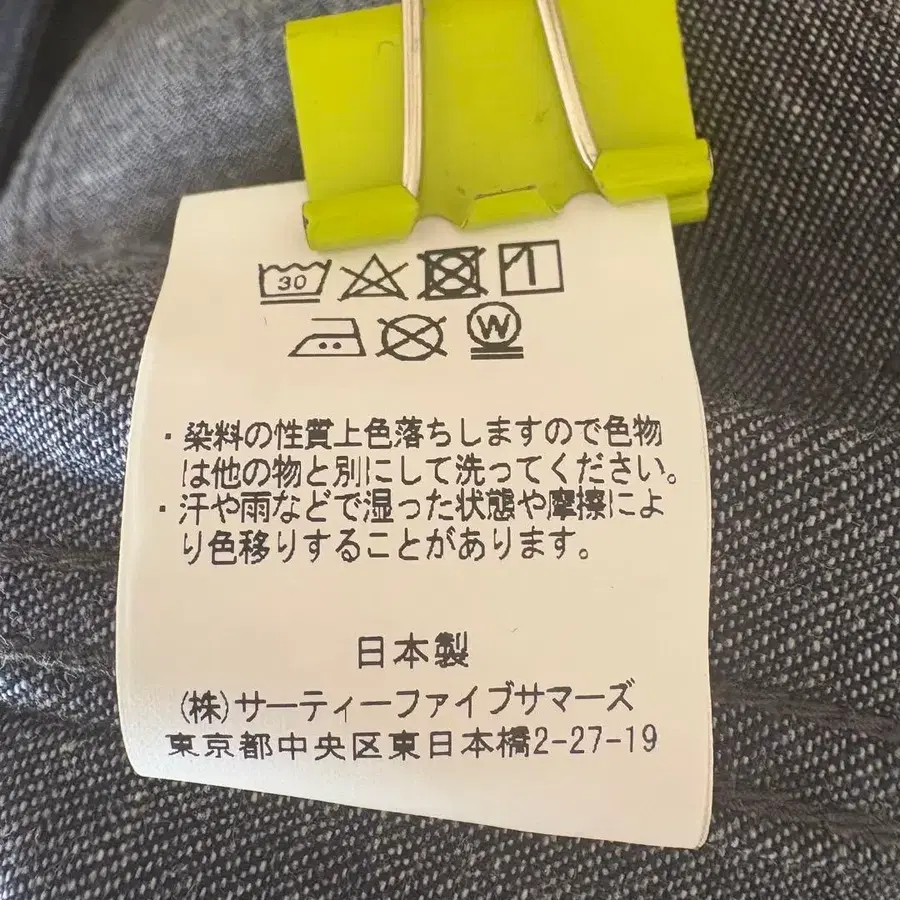 30
W
・染料の性質上色落ちしますので色物
は他の物と別にして洗ってください。
・汗や雨などで湿った状態や摩擦によ
り色移りすることがあります。
日本製
(株)サーティーファイブサマーズ
東京都中央区東日本橋2-27-19